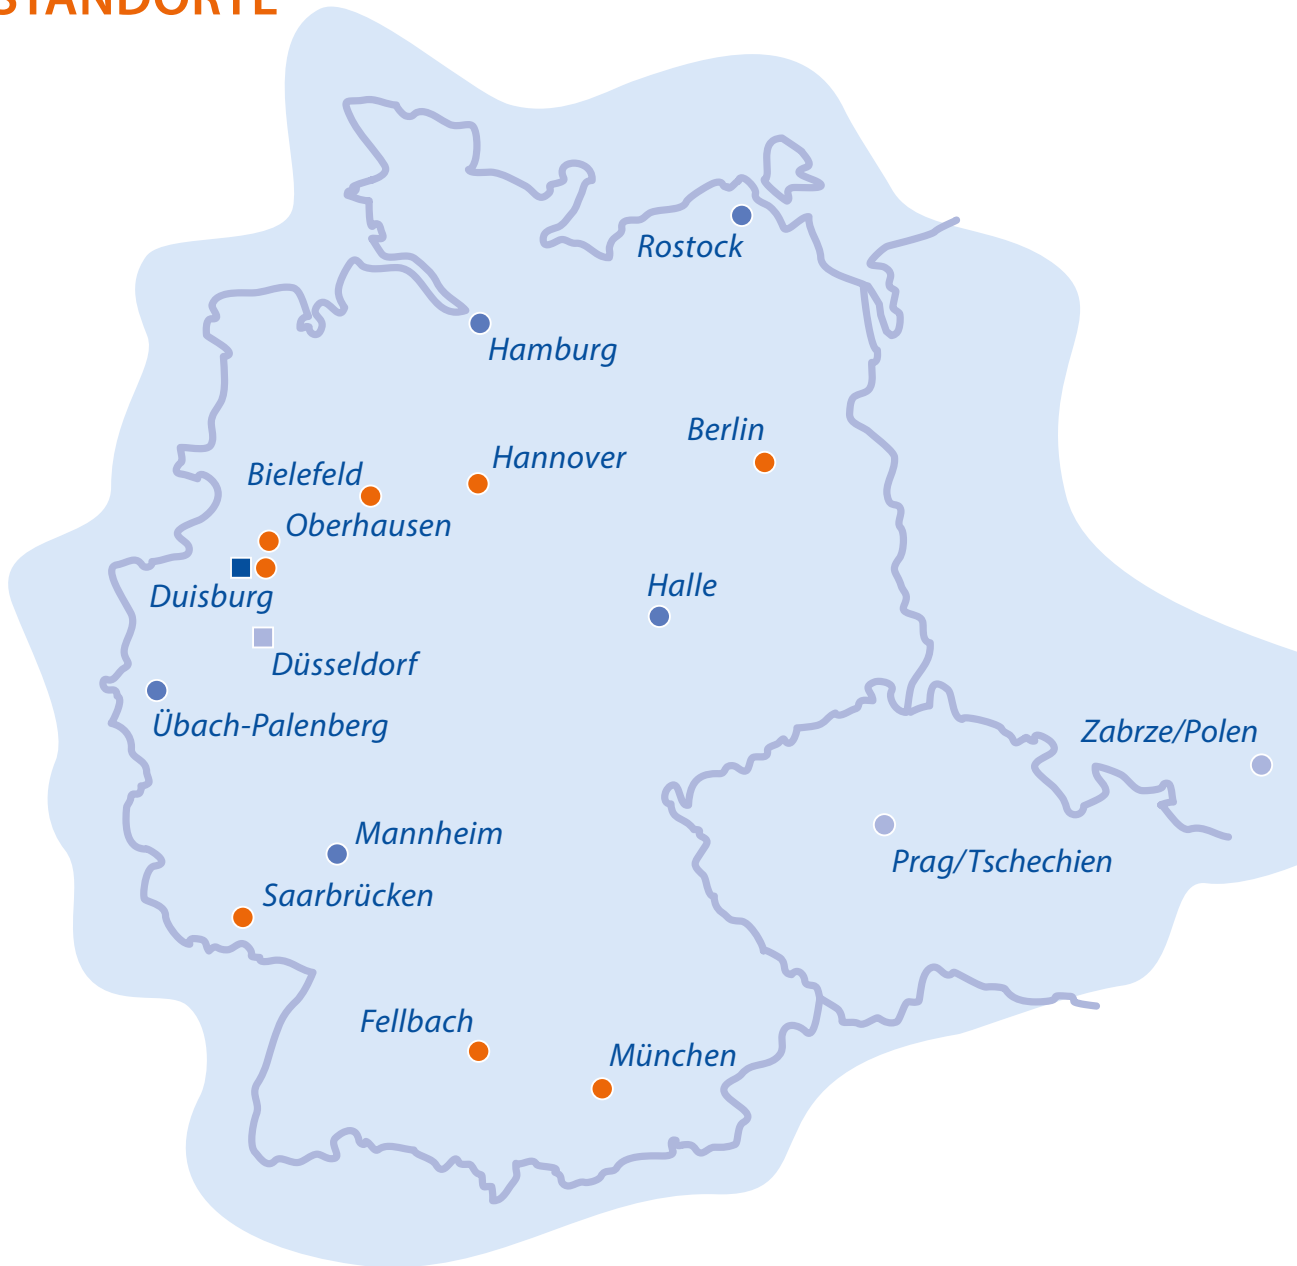 STANDORTE
Rostock
Hamburg
Berlin
Hannover
Bielefeld
Oberhausen
Duisburg
Halle
Düsseldorf
Übach-Palenberg
Zabrze/Polen
Mannheim
Prag/Tschechien
Saarbrücken
Fellbach
München